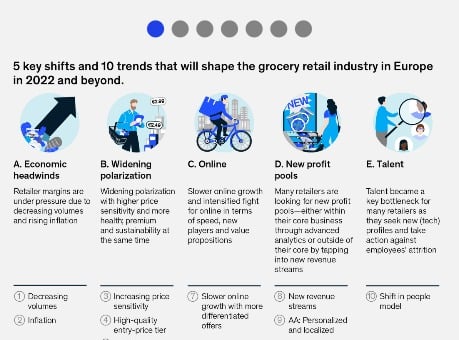 5 key shifts and 10 trends that will shape the grocery retail industry in Europe
in 2022 and beyond.
NEW
A. Economic
headwinds
Retailer margins are
under pressure due to
decreasing volumes
and rising inflation
1 Decreasing
volumes
2 Inflation
B. Widening
polarization
Widening polarization
with higher price
sensitivity and more
health; premium
and sustainability at
the same time
3 Increasing price
sensitivity
4 High-quality
entry-price tier
C. Online
Slower online growth
and intensified fight
for online in terms
of speed, new
players and value
propositions
7 Slower online
growth with more
differentiated
offers
D. New profit
pools
Many retailers are
looking for new profit
pools—either within
their core business
through advanced
analytics or outside of
their core by tapping
into new revenue
streams
8 New revenue
streams
9 AA: Personalized
and localized
E. Talent
Talent became a
key bottleneck for
many retailers as
they seek new (tech)
profiles and take
action against
employees' attrition
10 Shift in people
model